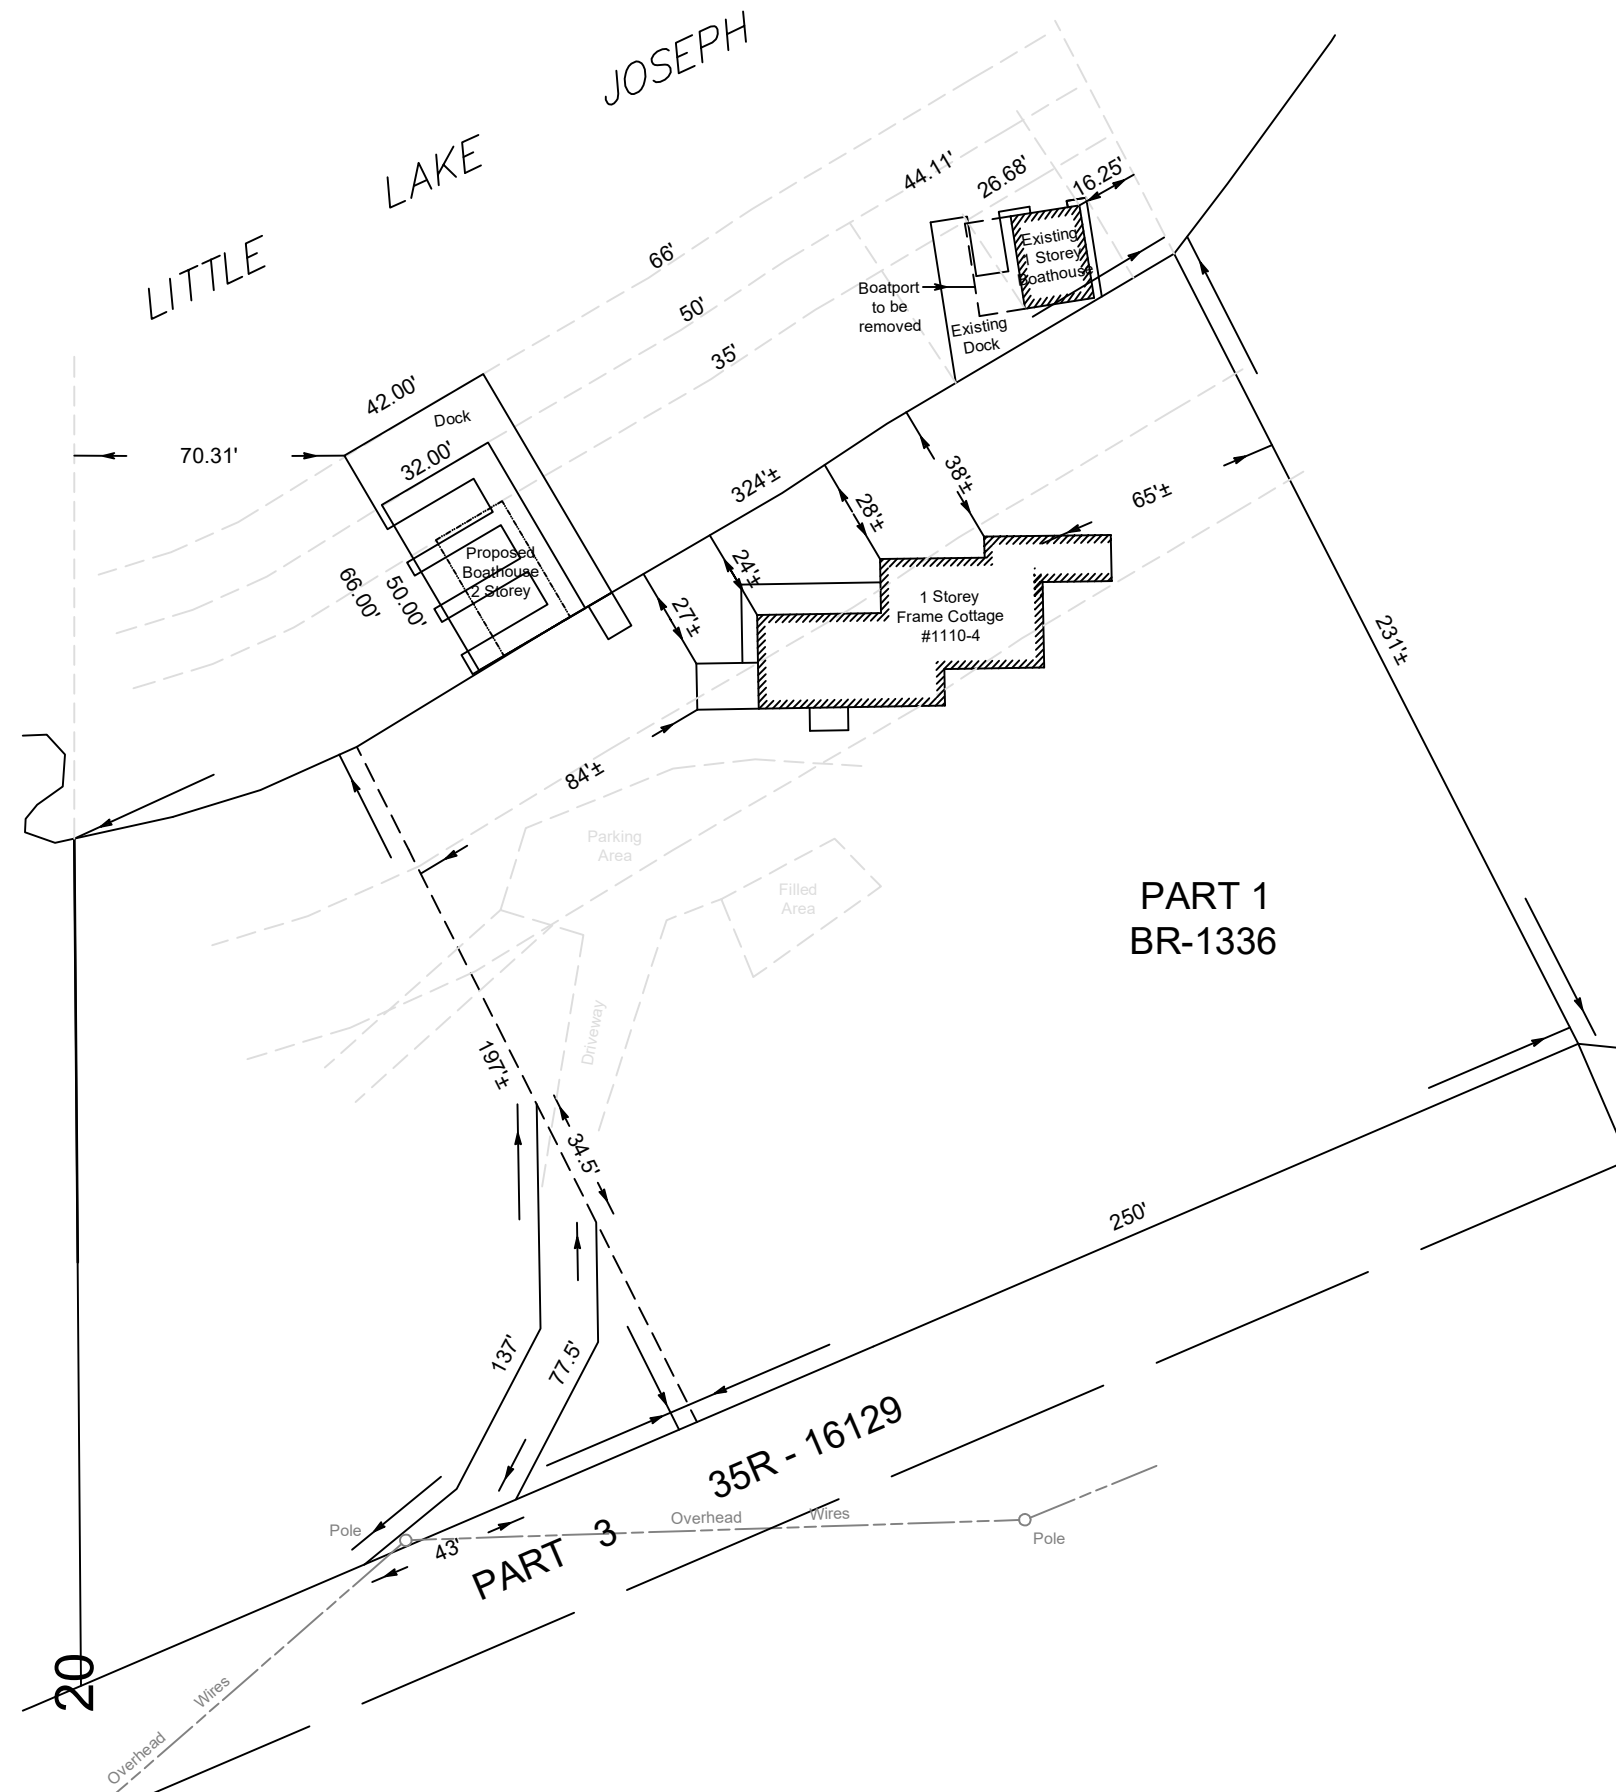 LITTLE LAKE JOSEPH
44.11'
26.68'
16.25'
66'
50'
35'
Existing
1 Storey
Boathouse
Boatport
to be
removed
Existing
Dock
42.00'
Dock
70.31'
32.00'
324'±
38'±
28'±
65'±
Proposed
Boathouse
2 Storey
66.00'
50.00'
24'±
27'±
1 Storey
Frame Cottage
#1110-4
231'±
84'±
Parking
Area
Filled
Area
PART 1
BR-1336
Driveway
197'±
34.5'
250'
137'
77.5'
35R - 16129
Pole
Overhead Wires
Pole
43'
PART 3
20
Overhead Wires